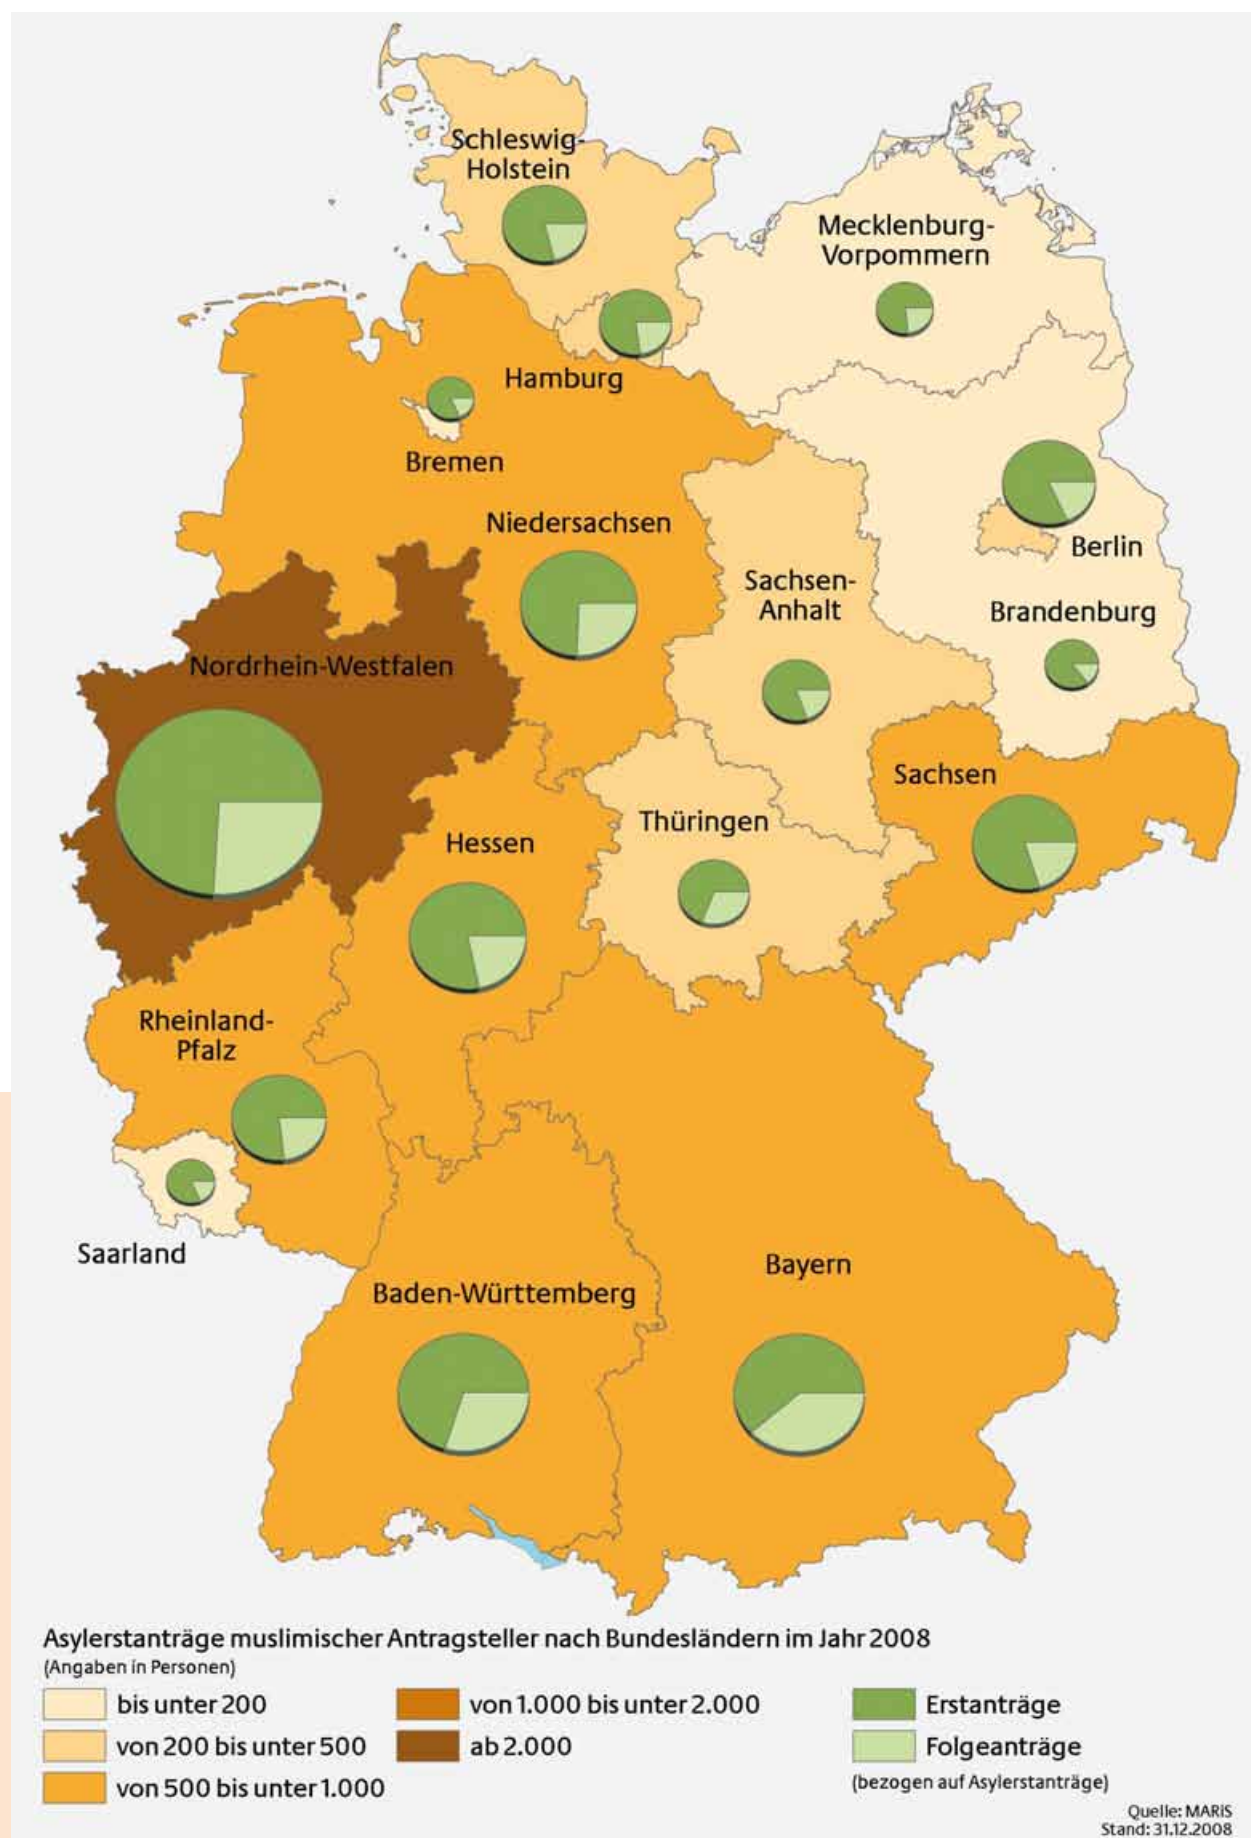 Schleswig-
Holstein
Mecklenburg-
Vorpommern
Hamburg
Bremen
Niedersachsen
Berlin
Sachsen-
Anhalt
Brandenburg
Nordrhein-Westfalen
Sachsen
Thüringen
Hessen
Rheinland-
Pfalz
Saarland
Bayern
Baden-Württemberg
Asylerstanträge muslimischer Antragsteller nach Bundesländern im Jahr 2008
(Angaben in Personen)
bis unter 200
von 200 bis unter 500
von 500 bis unter 1.000
von 1.000 bis unter 2.000
ab 2.000
Erstanträge
Folgeanträge
(bezogen auf Asylerstanträge)
Quelle: MARiS
Stand: 31.12.2008